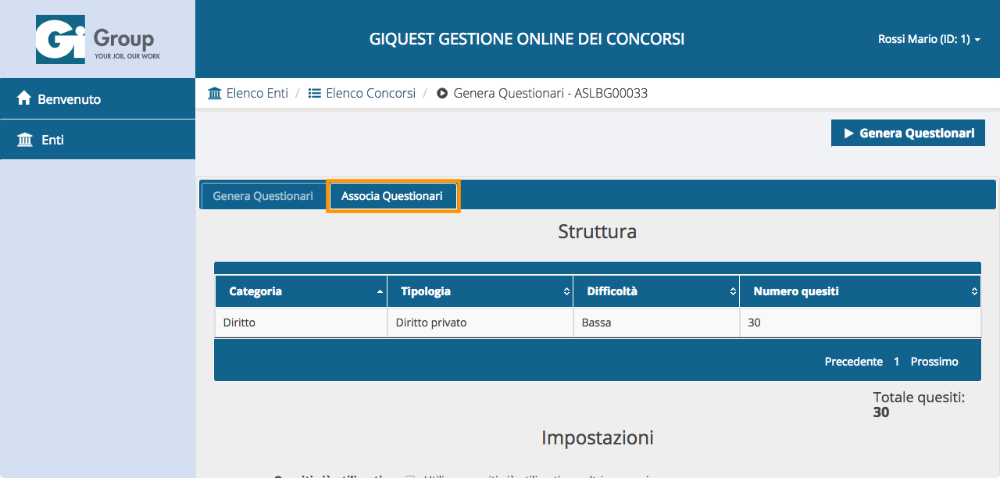 Gi Group
YOUR JOB, OUR WORK
GIQUEST GESTIONE ONLINE DEI CONCORSI
Rossi Mario (ID: 1)
Benvenuto
Enti
Elenco Enti / Elenco Concorsi / Genera Questionari - ASLBG00033
Genera Questionari
Genera Questionari Associa Questionari
Struttura
Categoria Tipologia Difficoltà Numero quesiti
Diritto Diritto privato Bassa 30
Precedente 1 Prossimo
Totale quesiti:
30
Impostazioni